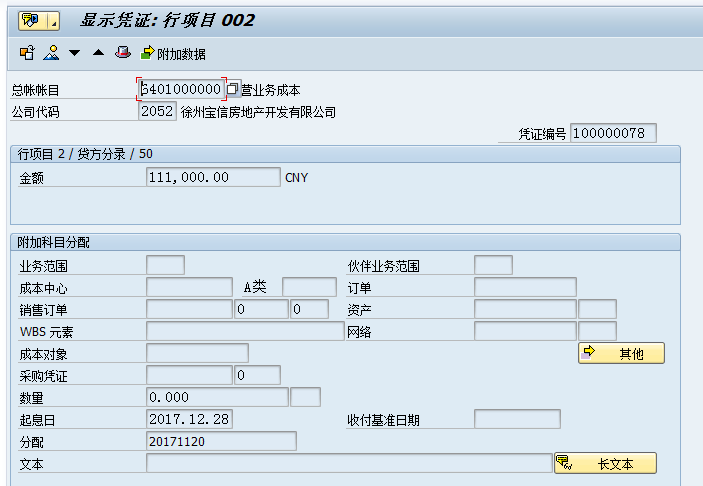 显示凭证: 行项目 002
附加数据
总帐帐目 6401000000 营业务成本
公司代码 2052 徐州宝信房地产开发有限公司
凭证编号 100000078
行项目 2 / 贷方分录 / 50
金额 111,000.00 CNY
附加科目分配
业务范围 伙伴业务范围
成本中心 A类 订单
销售订单 0 0 资产
WBS 元素 网络
成本对象 其他
采购凭证 0
数量 0.000
起息日 2017.12.28 收付基准日期
分配 20171120
文本 长文本